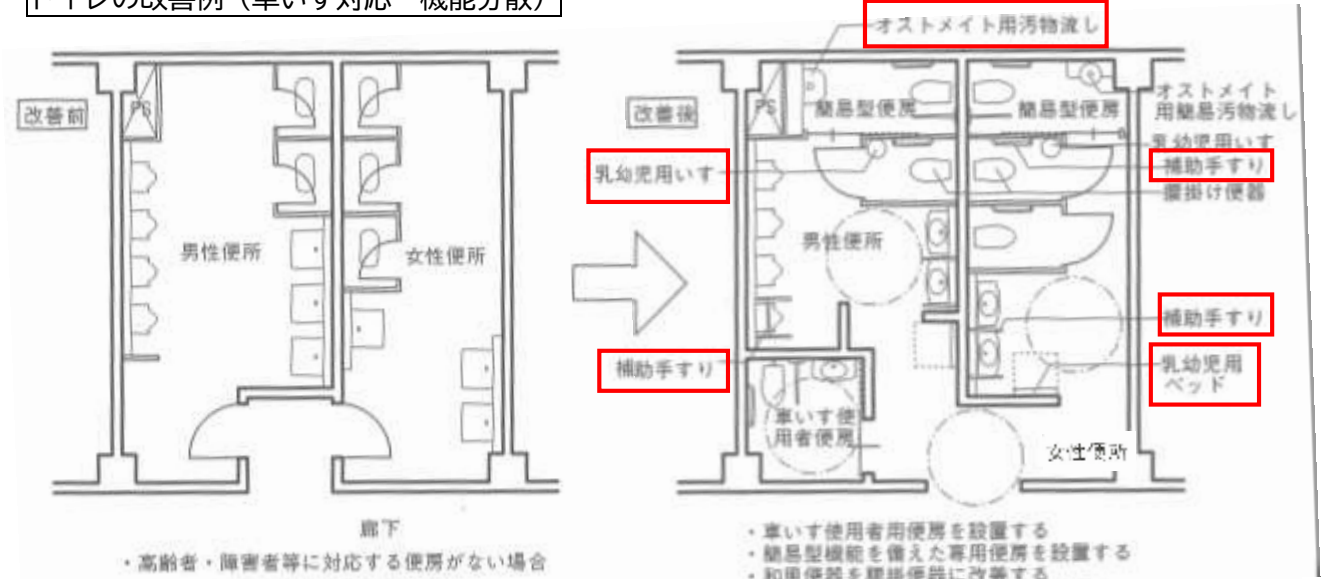 トイレの改善例（車いす対応　機能分散）
改善前
PS
男性便所
女性便所
廊下
・高齢者・障害者等に対応する便房がない場合
改善後
オストメイト用汚物流し
PS
簡易型便房
簡易型便房
オストメイト
用簡易汚物流し
乳幼児用いす
乳幼児用いす
補助手すり
腰掛け便器
男性便所
補助手すり
補助手すり
乳幼児用
ベッド
車いす使
用者便房
女性便所
・車いす使用者用便房を設置する
・簡易型機能を備えた専用便房を設置する
・和風便器を腰掛便器に改善する